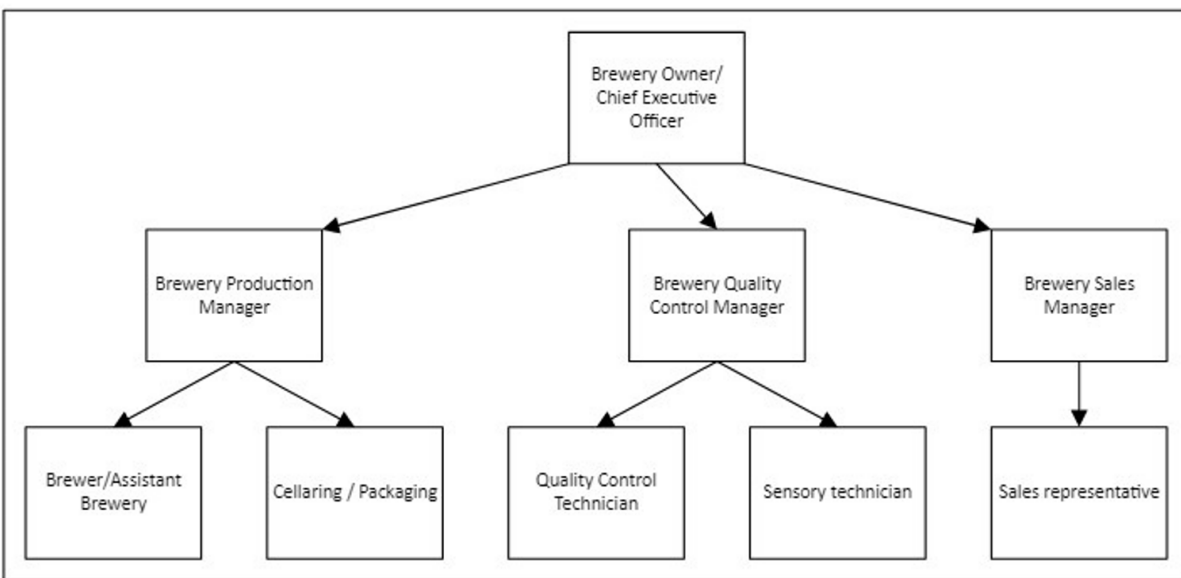 Brewery Owner/
Chief Executive
Officer
Brewery Production
Manager
Brewery Quality
Control Manager
Brewery Sales
Manager
Brewer/Assistant
Brewery
Cellaring / Packaging
Quality Control
Technician
Sensory technician
Sales representative